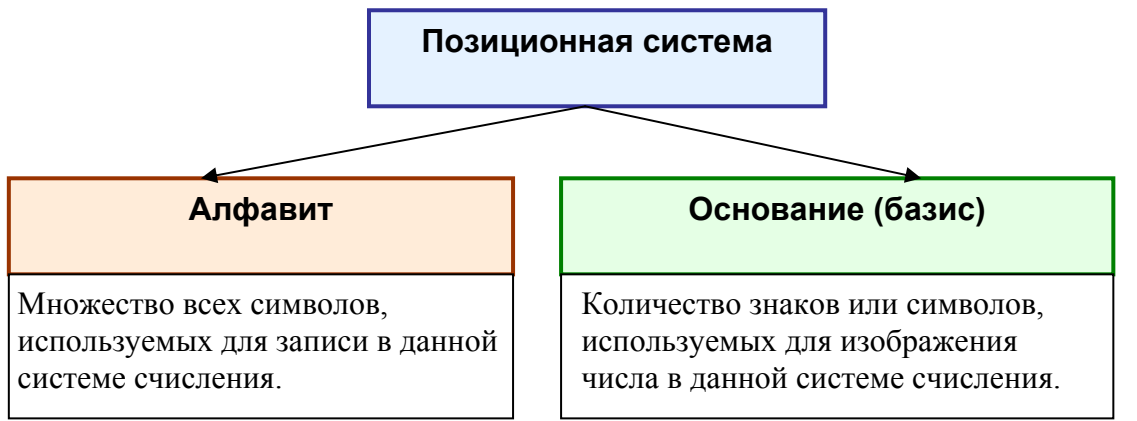 Позиционная система
Алфавит
Множество всех символов,
используемых для записи в данной
системе счисления.
Основание (базис)
Количество знаков или символов,
используемых для изображения
числа в данной системе счисления.